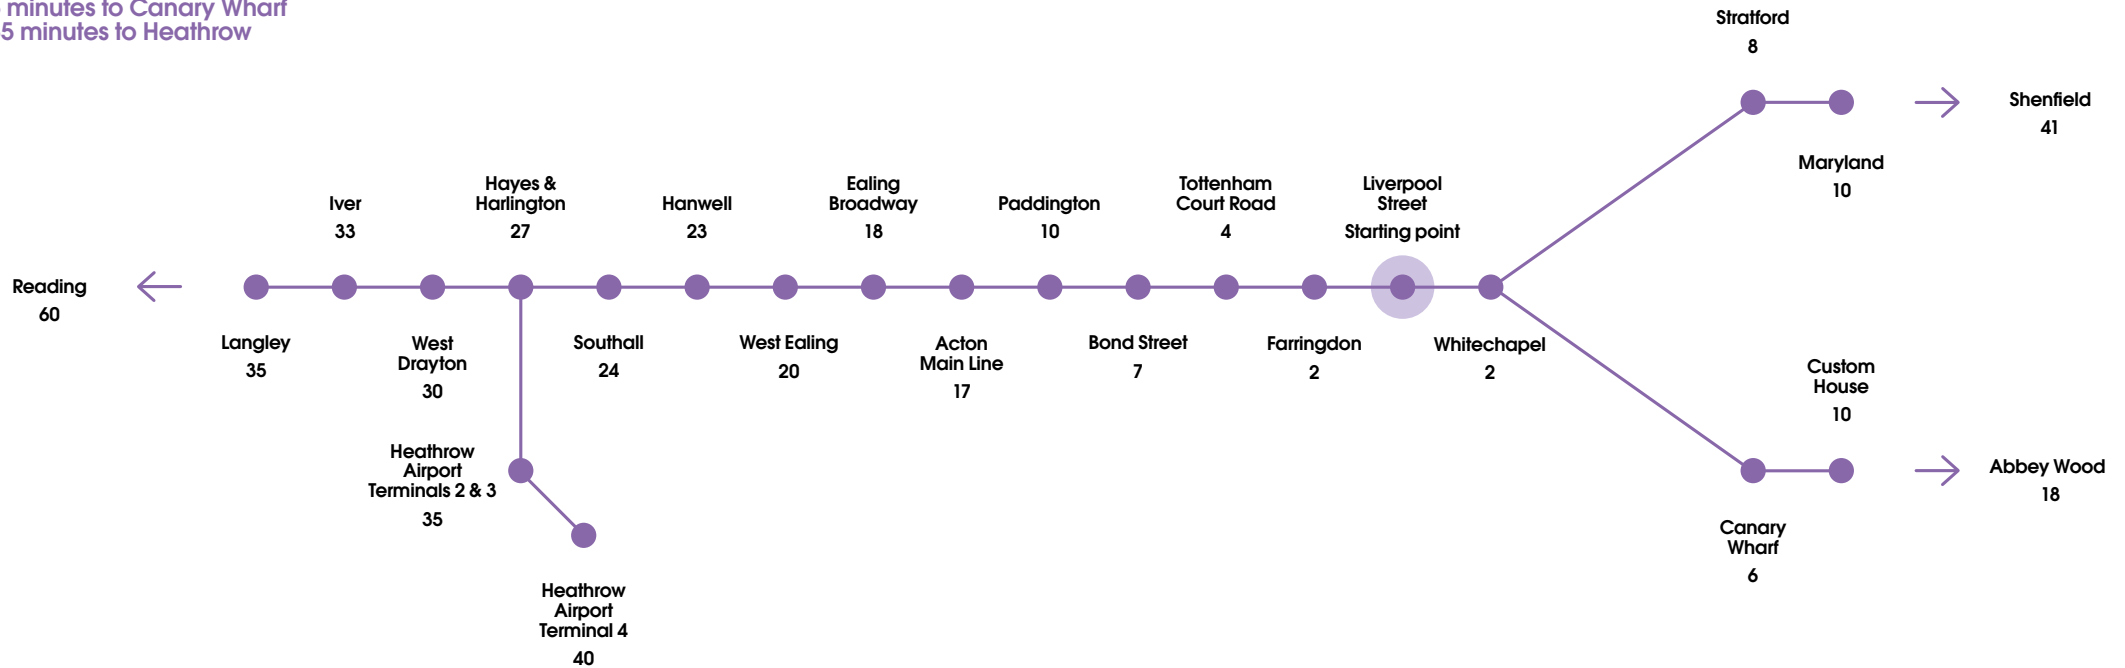 minutes to Canary Wharf
5 minutes to Heathrow
Stratford
8
Shenfield
41
Maryland
10
Hayes &
Harlington
27
Iver
33
Hanwell
23
Ealing
Broadway
18
Paddington
10
Tottenham
Court Road
4
Liverpool
Street
Starting point
Reading
60
Langley
35
West
Drayton
30
Southall
24
West Ealing
20
Acton
Main Line
17
Bond Street
7
Farringdon
2
Whitechapel
2
Custom
House
10
Heathrow
Airport
Terminals 2 & 3
35
Abbey Wood
18
Canary
Wharf
6
Heathrow
Airport
Terminal 4
40